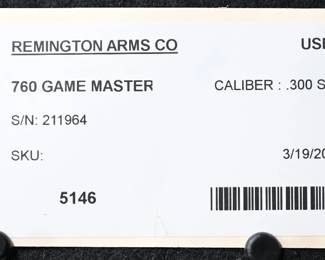 REMINGTON ARMS CO USE
760 GAME MASTER CALIBER : .300 S
S/N: 211964
SKU: 3/19/20
5146